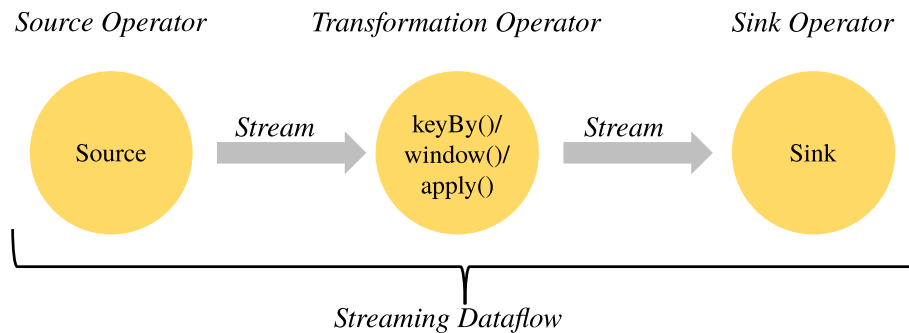 Source Operator
Transformation Operator
Sink Operator
Source
Stream
keyBy()/
window()/
apply()
Stream
Sink
Streaming Dataflow